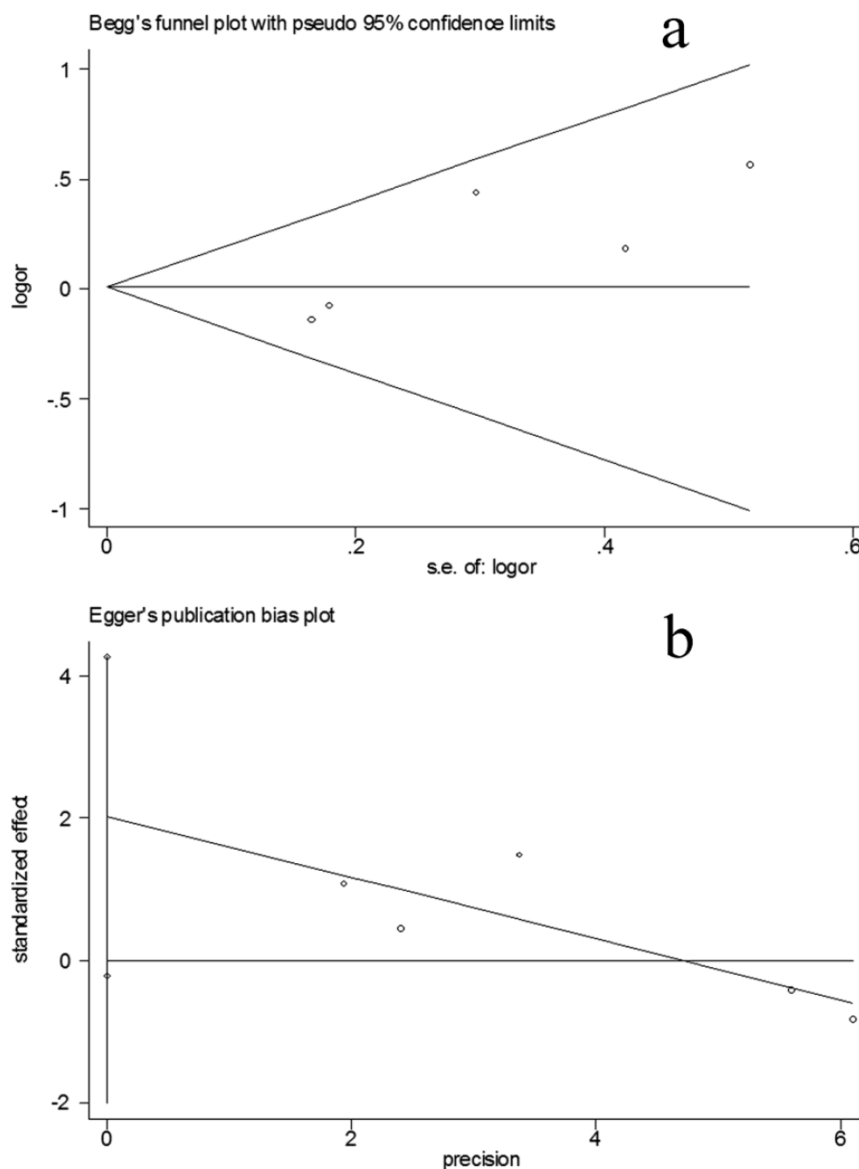 Begg's funnel plot with pseudo 95% confidence limits
a
1
.5
0
-.5
-1
logor
0 .2 .4 .6
s.e. of: logor
Egger's publication bias plot
b
4
2
0
-2
standardized effect
0 2 4 6
precision